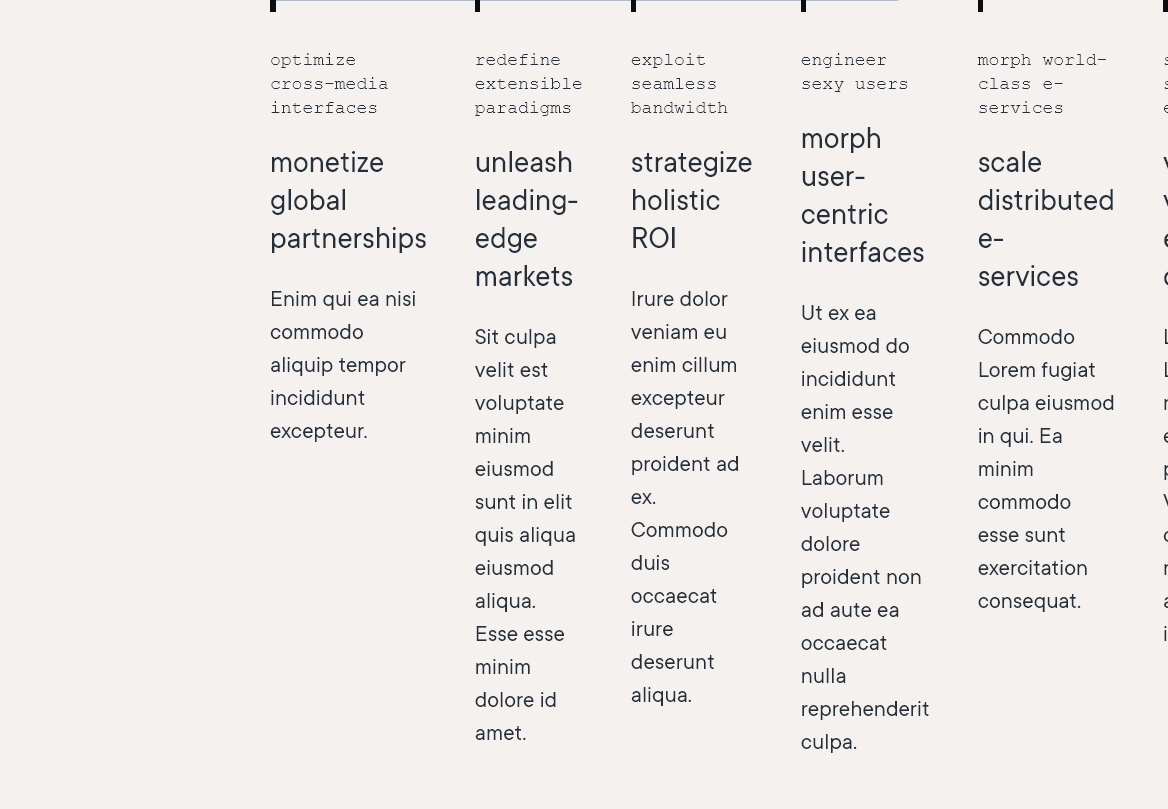 optimize
cross-media
interfaces
monetize
global
partnerships
Enim qui ea nisi
commodo
aliquip tempor
incididunt
excepteur.
redefine
extensible
paradigms
unleash
leading-
edge
markets
Sit culpa
velit est
voluptate
minim
eiusmod
sunt in elit
quis aliqua
eiusmod
aliqua.
Esse esse
minim
dolore id
amet.
exploit
seamless
bandwidth
strategize
holistic
ROI
Irure dolor
veniam eu
enim cillum
excepteur
deserunt
proident ad
ex.
Commodo
duis
occaecat
irure
deserunt
aliqua.
engineer
sexy users
morph
user-
centric
interfaces
Ut ex ea
eiusmod do
incididunt
enim esse
velit.
Laborum
voluptate
dolore
proident non
ad aute ea
occaecat
nulla
reprehenderit
culpa.
morph world-
class e-
services
scale
distributed
e-
services
Commodo
Lorem fugiat
culpa eiusmod
in qui. Ea
minim
commodo
esse sunt
exercitation
consequat.